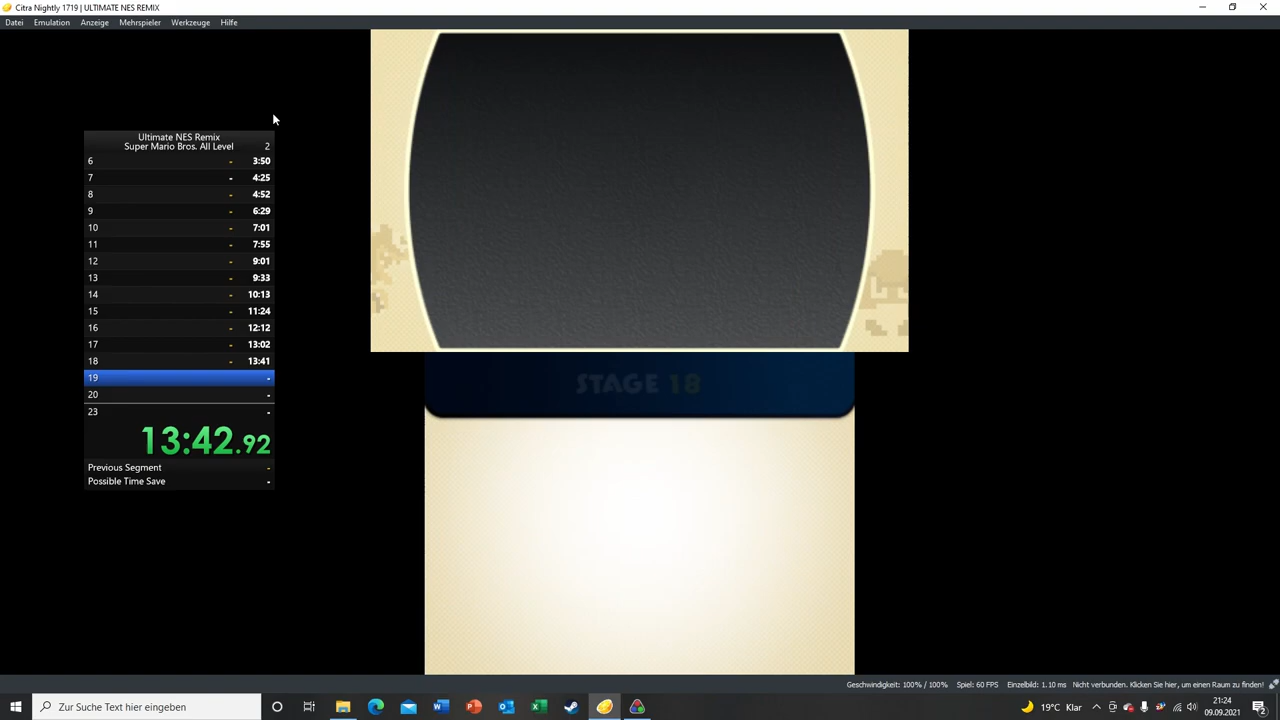 Citra Nightly 1719 | ULTIMATE NES REMIX
Datei Emulation Anzeige Mehrspieler Werkzeuge Hilfe
Ultimate NES Remix
Super Mario Bros. All Level 2
6 - 3:50
7 - 4:25
8 - 4:52
9 - 6:29
10 - 7:01
11 - 7:55
12 - 9:01
13 - 9:33
14 - 10:13
15 - 11:24
16 - 12:12
17 - 13:02
18 - 13:41
19 -
20 -
23 -
13:42.92
Previous Segment -
Possible Time Save -
STAGE 18
Geschwindigkeit: 100% / 100% Spiel: 60 FPS Einzelbild: 1.10 ms Nicht verbunden. Klicken Sie hier, um einen Raum zu finden!
Zur Suche Text hier eingeben
19°C Klar
21:24
09.09.2021
2